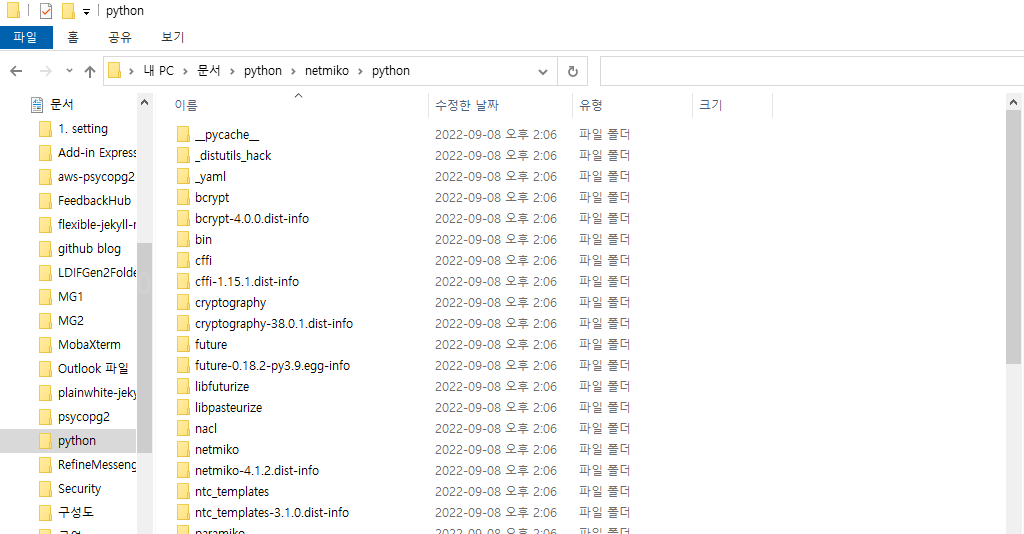 python
파일 홈 공유 보기
내 PC > 문서 > python > netmiko > python
문서
1. setting
Add-in Express
aws-psycopg2
FeedbackHub
flexible-jekyll-
github blog
LDIFGen2Folde
MG1
MG2
MobaXterm
Outlook 파일
plainwhite-jeky
psycopg2
python
RefineMesseng
Security
구성도
이름 수정한 날짜 유형 크기
__pycache__ 2022-09-08 오후 2:06 파일 폴더
_distutils_hack 2022-09-08 오후 2:06 파일 폴더
_yaml 2022-09-08 오후 2:06 파일 폴더
bcrypt 2022-09-08 오후 2:06 파일 폴더
bcrypt-4.0.0.dist-info 2022-09-08 오후 2:06 파일 폴더
bin 2022-09-08 오후 2:06 파일 폴더
cffi 2022-09-08 오후 2:06 파일 폴더
cffi-1.15.1.dist-info 2022-09-08 오후 2:06 파일 폴더
cryptography 2022-09-08 오후 2:06 파일 폴더
cryptography-38.0.1.dist-info 2022-09-08 오후 2:06 파일 폴더
future 2022-09-08 오후 2:06 파일 폴더
future-0.18.2-py3.9.egg-info 2022-09-08 오후 2:06 파일 폴더
libfuturize 2022-09-08 오후 2:06 파일 폴더
libpasteurize 2022-09-08 오후 2:06 파일 폴더
nacl 2022-09-08 오후 2:06 파일 폴더
netmiko 2022-09-08 오후 2:06 파일 폴더
netmiko-4.1.2.dist-info 2022-09-08 오후 2:06 파일 폴더
ntc_templates 2022-09-08 오후 2:06 파일 폴더
ntc_templates-3.1.0.dist-info 2022-09-08 오후 2:06 파일 폴더
paramiko